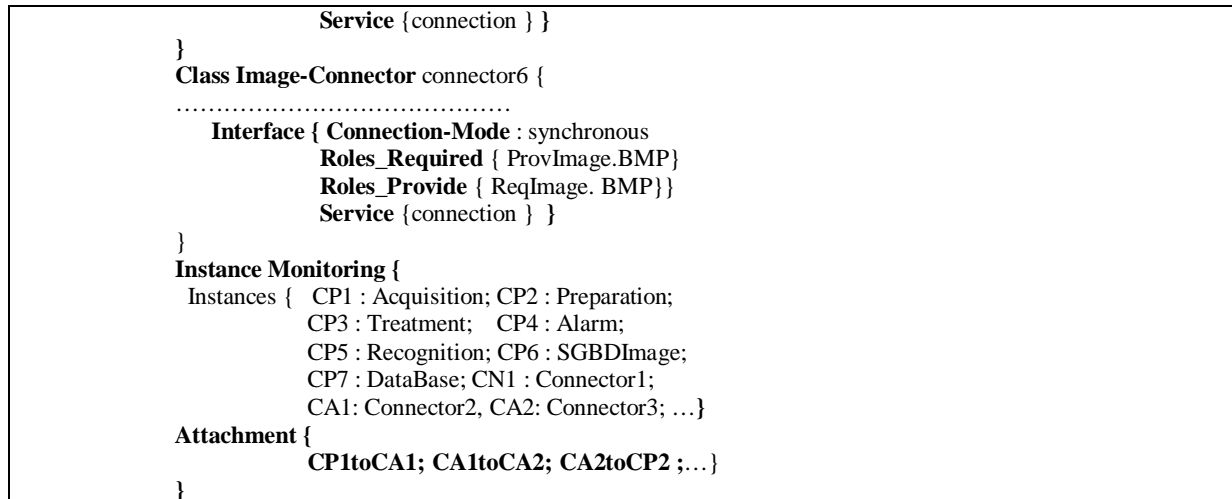 Service {connection } }
}
Class Image-Connector connector6 {
……………………………………
Interface { Connection-Mode : synchronous
Roles_Required { ProvImage.BMP}
Roles_Provide { ReqImage. BMP}}
Service {connection } }
}
Instance Monitoring {
Instances { CP1 : Acquisition; CP2 : Preparation;
CP3 : Treatment; CP4 : Alarm;
CP5 : Recognition; CP6 : SGBDImage;
CP7 : DataBase; CN1 : Connector1;
CA1: Connector2, CA2: Connector3; …}
Attachment {
CP1toCA1; CA1toCA2; CA2toCP2 ;…}
}